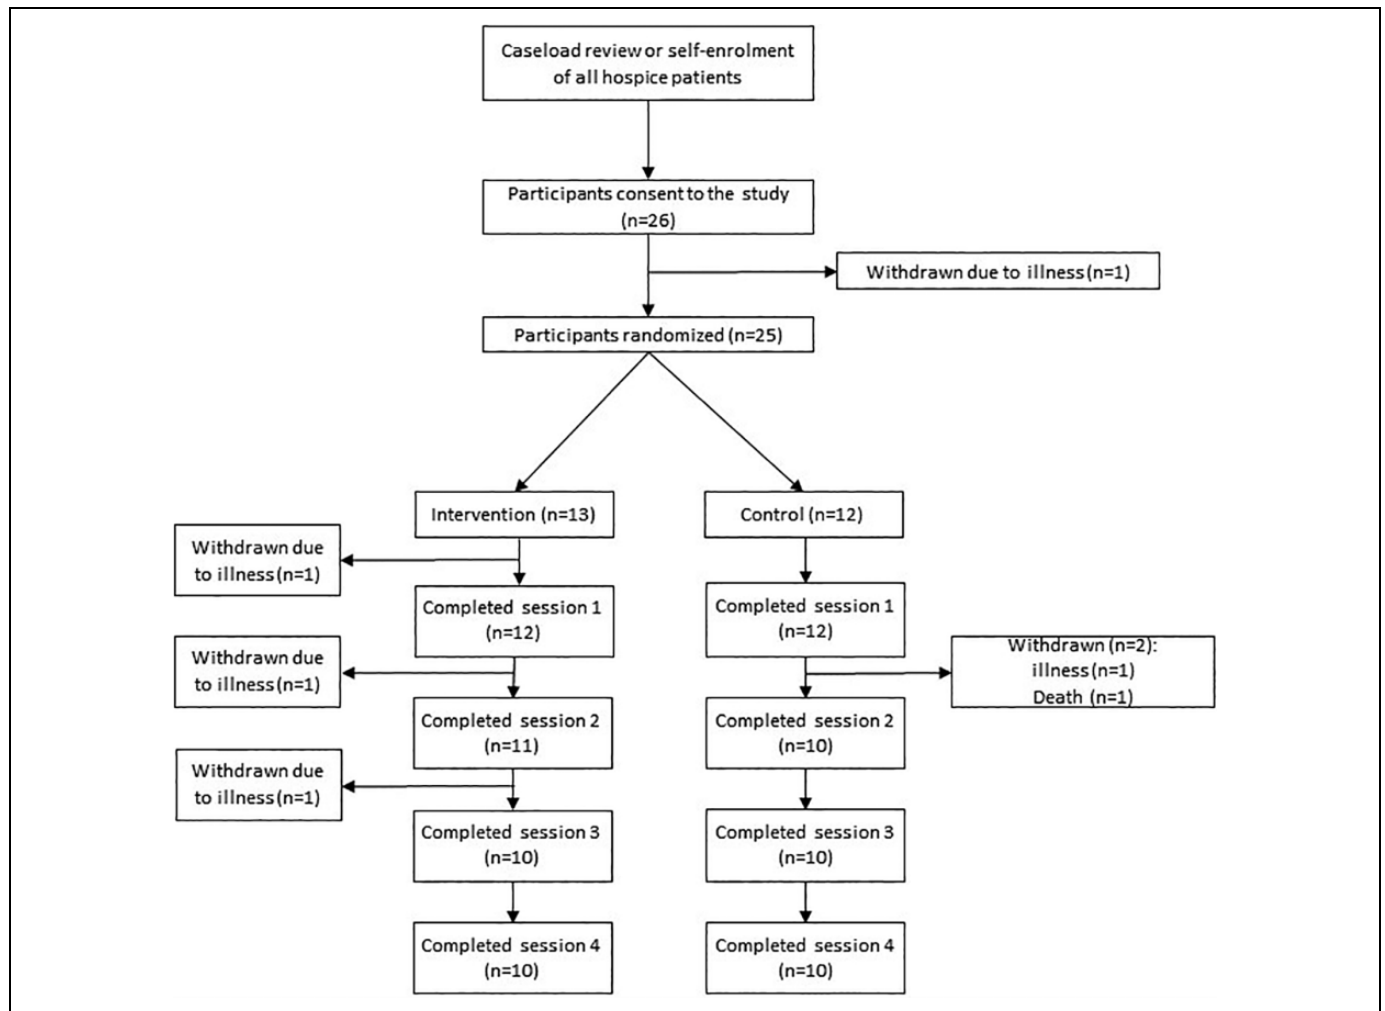 Caseload review or self-enrolment
of all hospice patients
Participants consent to the study
(n=26)
Withdrawn due to illness (n=1)
Participants randomized (n=25)
Intervention (n=13)
Control (n=12)
Withdrawn due
to illness (n=1)
Completed session 1
(n=12)
Completed session 1
(n=12)
Withdrawn due
to illness (n=1)
Withdrawn (n=2):
illness (n=1)
Death (n=1)
Completed session 2
(n=11)
Completed session 2
(n=10)
Withdrawn due
to illness (n=1)
Completed session 3
(n=10)
Completed session 3
(n=10)
Completed session 4
(n=10)
Completed session 4
(n=10)